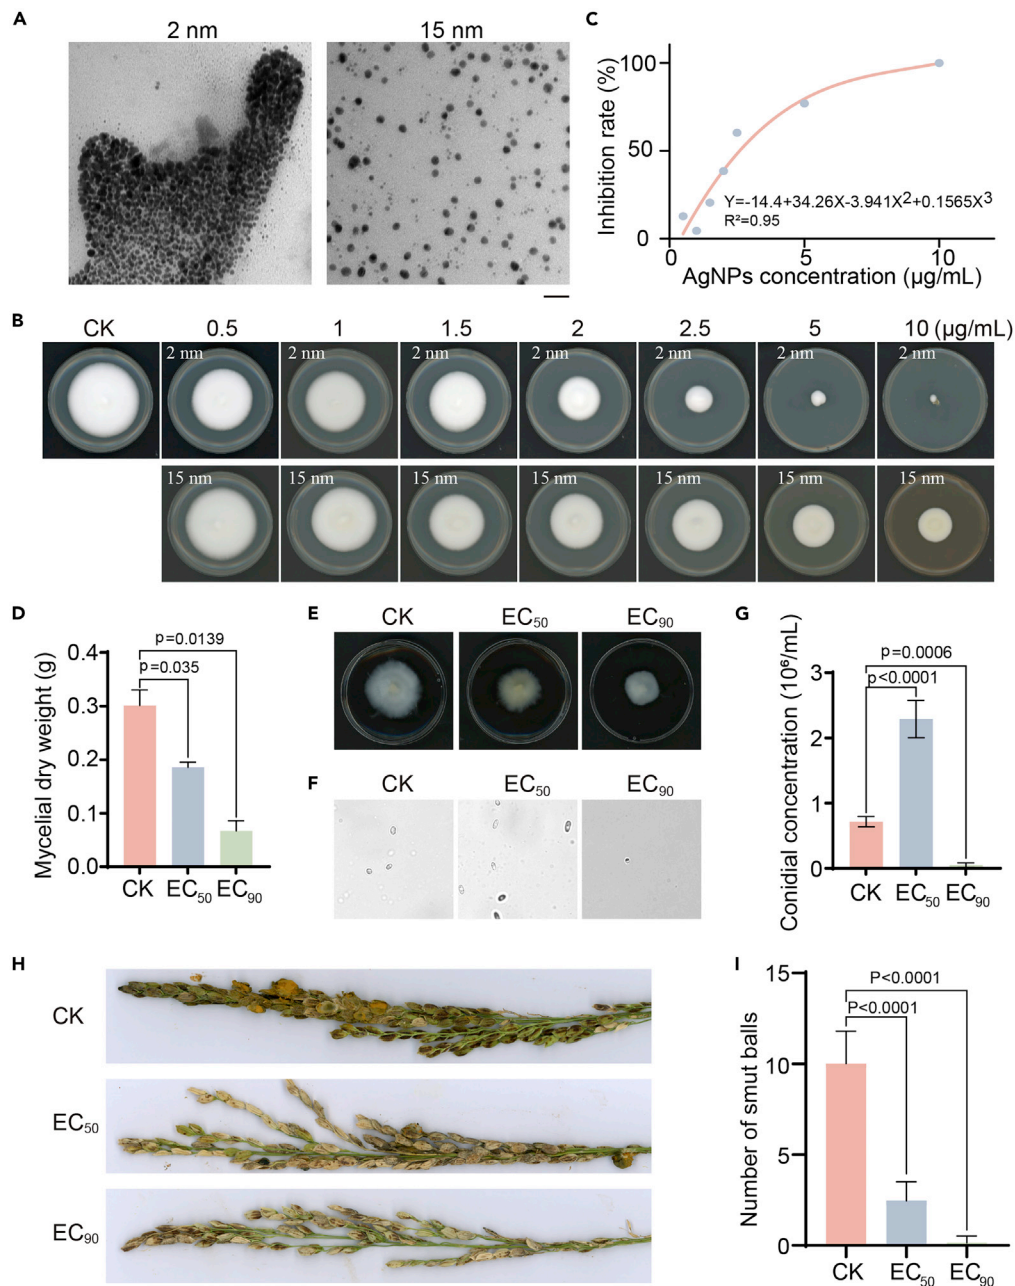 A
2 nm
15 nm
C
Inhibition rate (%)
100
50
0
Y=-14.4+34.26X-3.941X2+0.1565X3
R²=0.95
0
5
10
AgNPs concentration (μg/mL)
B
CK
0.5
1
1.5
2
2.5
5
10 (μg/mL)
2 nm
2 nm
2 nm
2 nm
2 nm
2 nm
2 nm
15 nm
15 nm
15 nm
15 nm
15 nm
15 nm
15 nm
D
Mycelial dry weight (g)
0.4
0.3
0.2
0.1
0.0
p=0.0139
p=0.035
CK
EC50
EC90
E
CK
EC50
EC90
F
CK
EC50
EC90
G
Conidial concentration (10⁶/mL)
3
2
1
0
p=0.0006
p<0.0001
CK
EC50
EC90
H
CK
EC50
EC90
I
Number of smut balls
15
10
5
0
P<0.0001
P<0.0001
CK
EC50
EC90